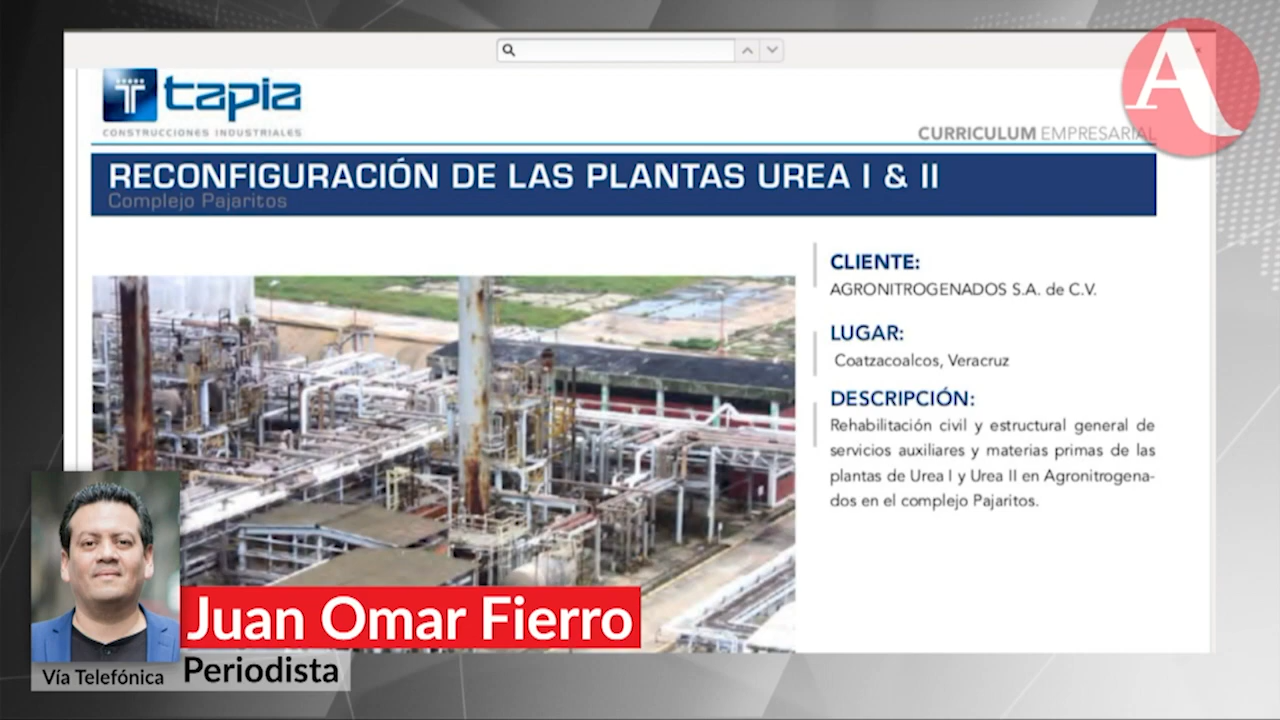 tapia
CONSTRUCCIONES INDUSTRIALES
A
CURRICULUM EMPRESARIAL
RECONFIGURACIÓN DE LAS PLANTAS UREA I & II
Complejo Pajaritos
CLIENTE:
AGRONITROGENADOS S.A. de C.V.
LUGAR:
Coatzacoalcos, Veracruz
DESCRIPCIÓN:
Rehabilitación civil y estructural general de
servicios auxiliares y materias primas de las
plantas de Urea I y Urea II en Agronitrogena-
dos en el complejo Pajaritos.
Juan Omar Fierro
Vía Telefónica
Periodista